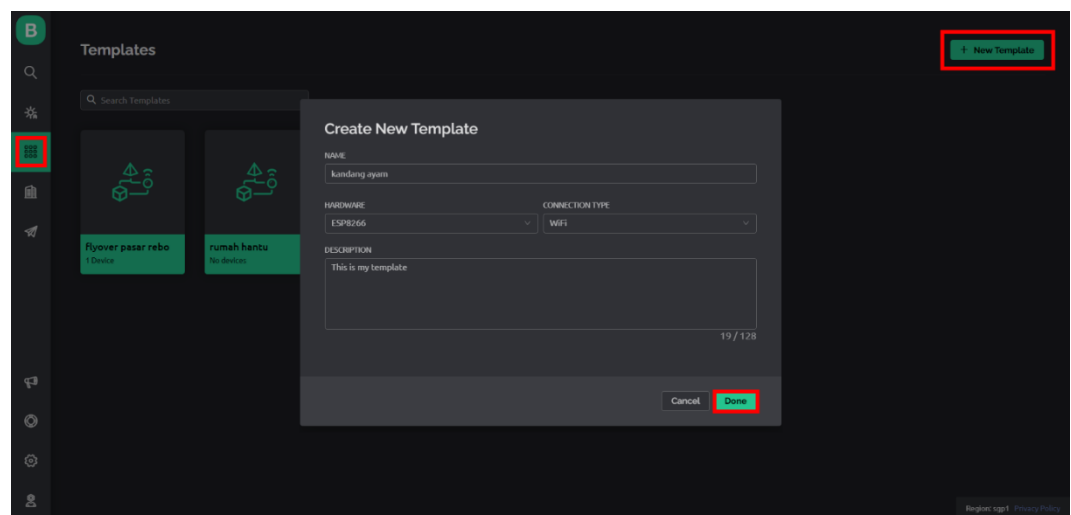 B
Templates
+ New Template
Search Templates
Create New Template
NAME
kandang ayam
HARDWARE
CONNECTION TYPE
ESP8266
WiFi
DESCRIPTION
This is my template
19 / 128
flyover pasar rebo
1 Device
rumah hantu
No devices
Cancel
Done
Region: sgp1 Privacy Policy